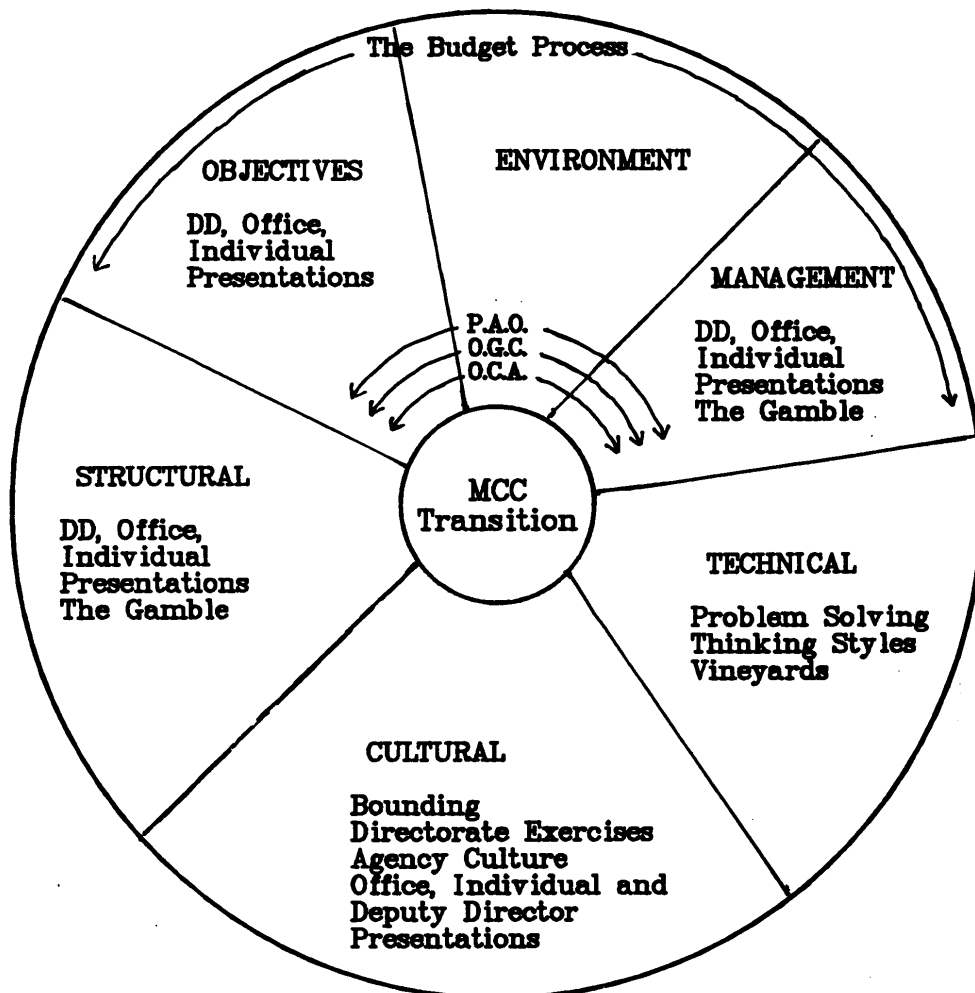 The Budget Process
OBJECTIVES
DD, Office,
Individual
Presentations
ENVIRONMENT
MANAGEMENT
DD, Office,
Individual
Presentations
The Gamble
P.A.O.
O.G.C.
O.C.A.
STRUCTURAL
DD, Office,
Individual
Presentations
The Gamble
MCC
Transition
TECHNICAL
Problem Solving
Thinking Styles
Vineyards
CULTURAL
Bounding
Directorate Exercises
Agency Culture
Office, Individual and
Deputy Director
Presentations